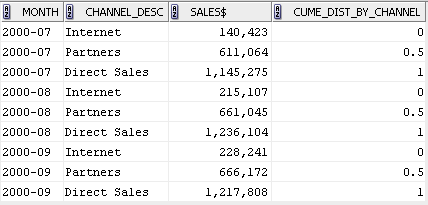 MONTH CHANNEL_DESC SALES$ CUME_DIST_BY_CHANNEL
2000-07 Internet 140,423 0
2000-07 Partners 611,064 0.5
2000-07 Direct Sales 1,145,275 1
2000-08 Internet 215,107 0
2000-08 Partners 661,045 0.5
2000-08 Direct Sales 1,236,104 1
2000-09 Internet 228,241 0
2000-09 Partners 666,172 0.5
2000-09 Direct Sales 1,217,808 1